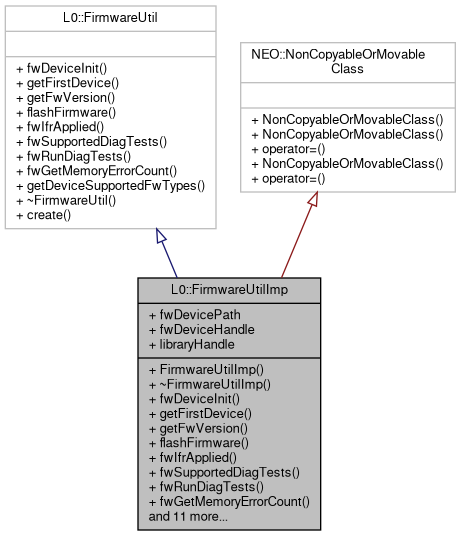 L0::FirmwareUtil
+ fwDeviceInit()
+ getFirstDevice()
+ getFwVersion()
+ flashFirmware()
+ fwIfrApplied()
+ fwSupportedDiagTests()
+ fwRunDiagTests()
+ fwGetMemoryErrorCount()
+ getDeviceSupportedFwTypes()
+ ~FirmwareUtil()
+ create()
NEO::NonCopyableOrMovable
Class
+ NonCopyableOrMovableClass()
+ NonCopyableOrMovableClass()
+ operator=()
+ NonCopyableOrMovableClass()
+ operator=()
L0::FirmwareUtilImp
+ fwDevicePath
+ fwDeviceHandle
+ libraryHandle
+ FirmwareUtilImp()
+ ~FirmwareUtilImp()
+ fwDeviceInit()
+ getFirstDevice()
+ getFwVersion()
+ flashFirmware()
+ fwIfrApplied()
+ fwSupportedDiagTests()
+ fwRunDiagTests()
+ fwGetMemoryErrorCount()
and 11 more...